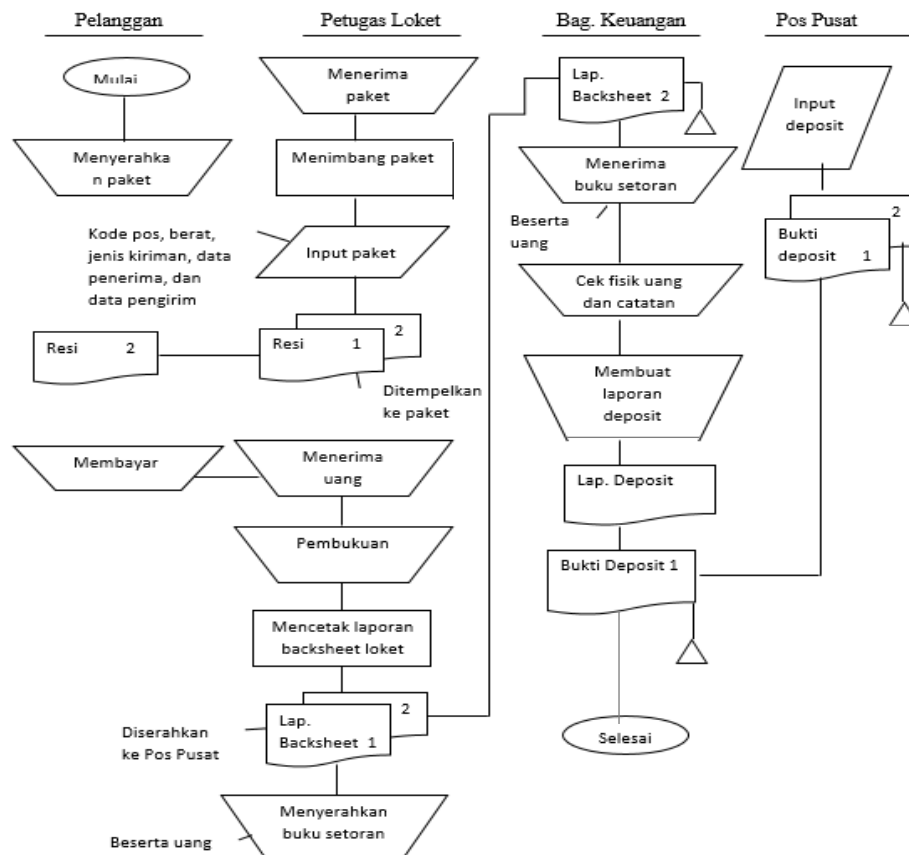 Pelanggan
Petugas Loket
Bag. Keuangan
Pos Pusat
Mulai
Menyerahka
n paket
Menerima
paket
Menimbang paket
Kode pos, berat,
jenis kiriman, data
penerima, dan
data pengirim
Input paket
Resi 2
Resi 1
2
Ditempelkan
ke paket
Membayar
Menerima
uang
Pembukuan
Mencetak laporan
backsheet loket
Diserahkan
ke Pos Pusat
Lap.
Backsheet 1
2
Menyerahkan
buku setoran
Beserta uang
Lap.
Backsheet 2
Menerima
buku setoran
Beserta
uang
Cek fisik uang
dan catatan
Membuat
laporan
deposit
Lap. Deposit
Bukti Deposit 1
Selesai
Input
deposit
2
Bukti
deposit 1